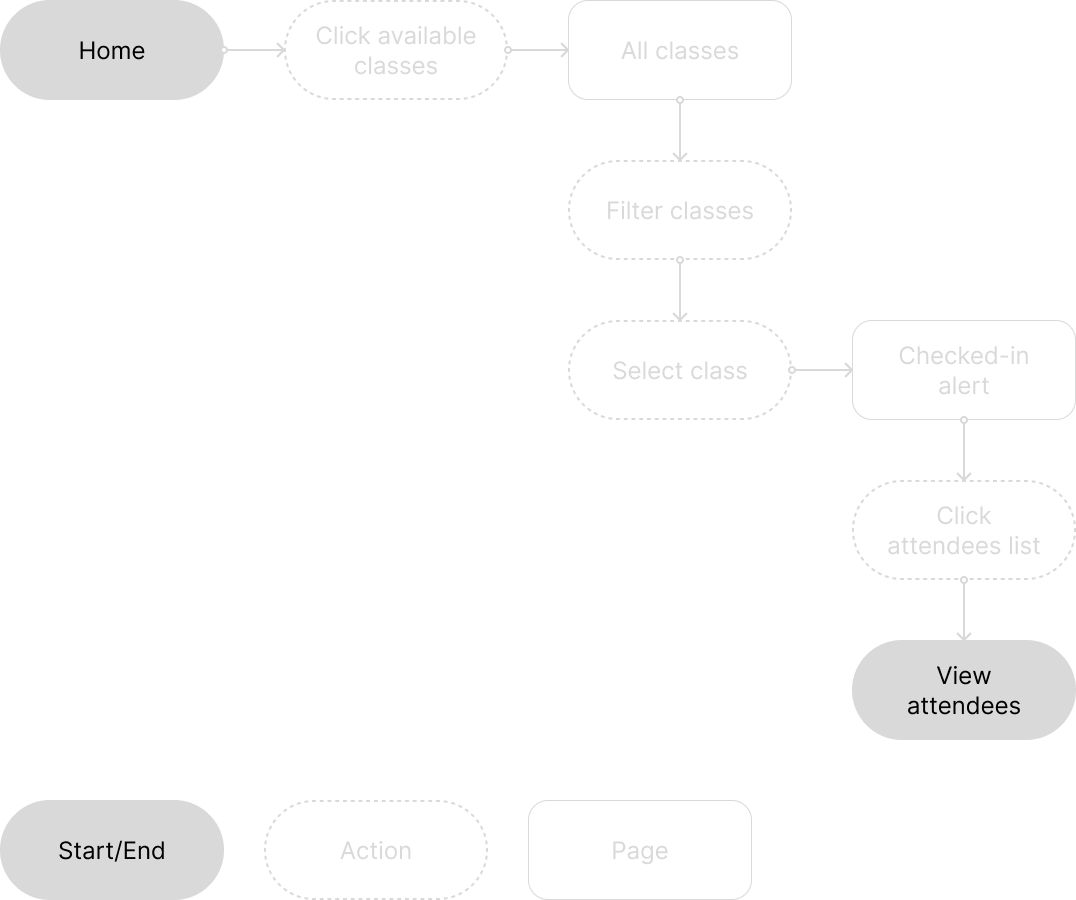 Home
Click available
classes
All classes
Filter classes
Select class
Checked-in
alert
Click
attendees list
View
attendees
Start/End
Action
Page